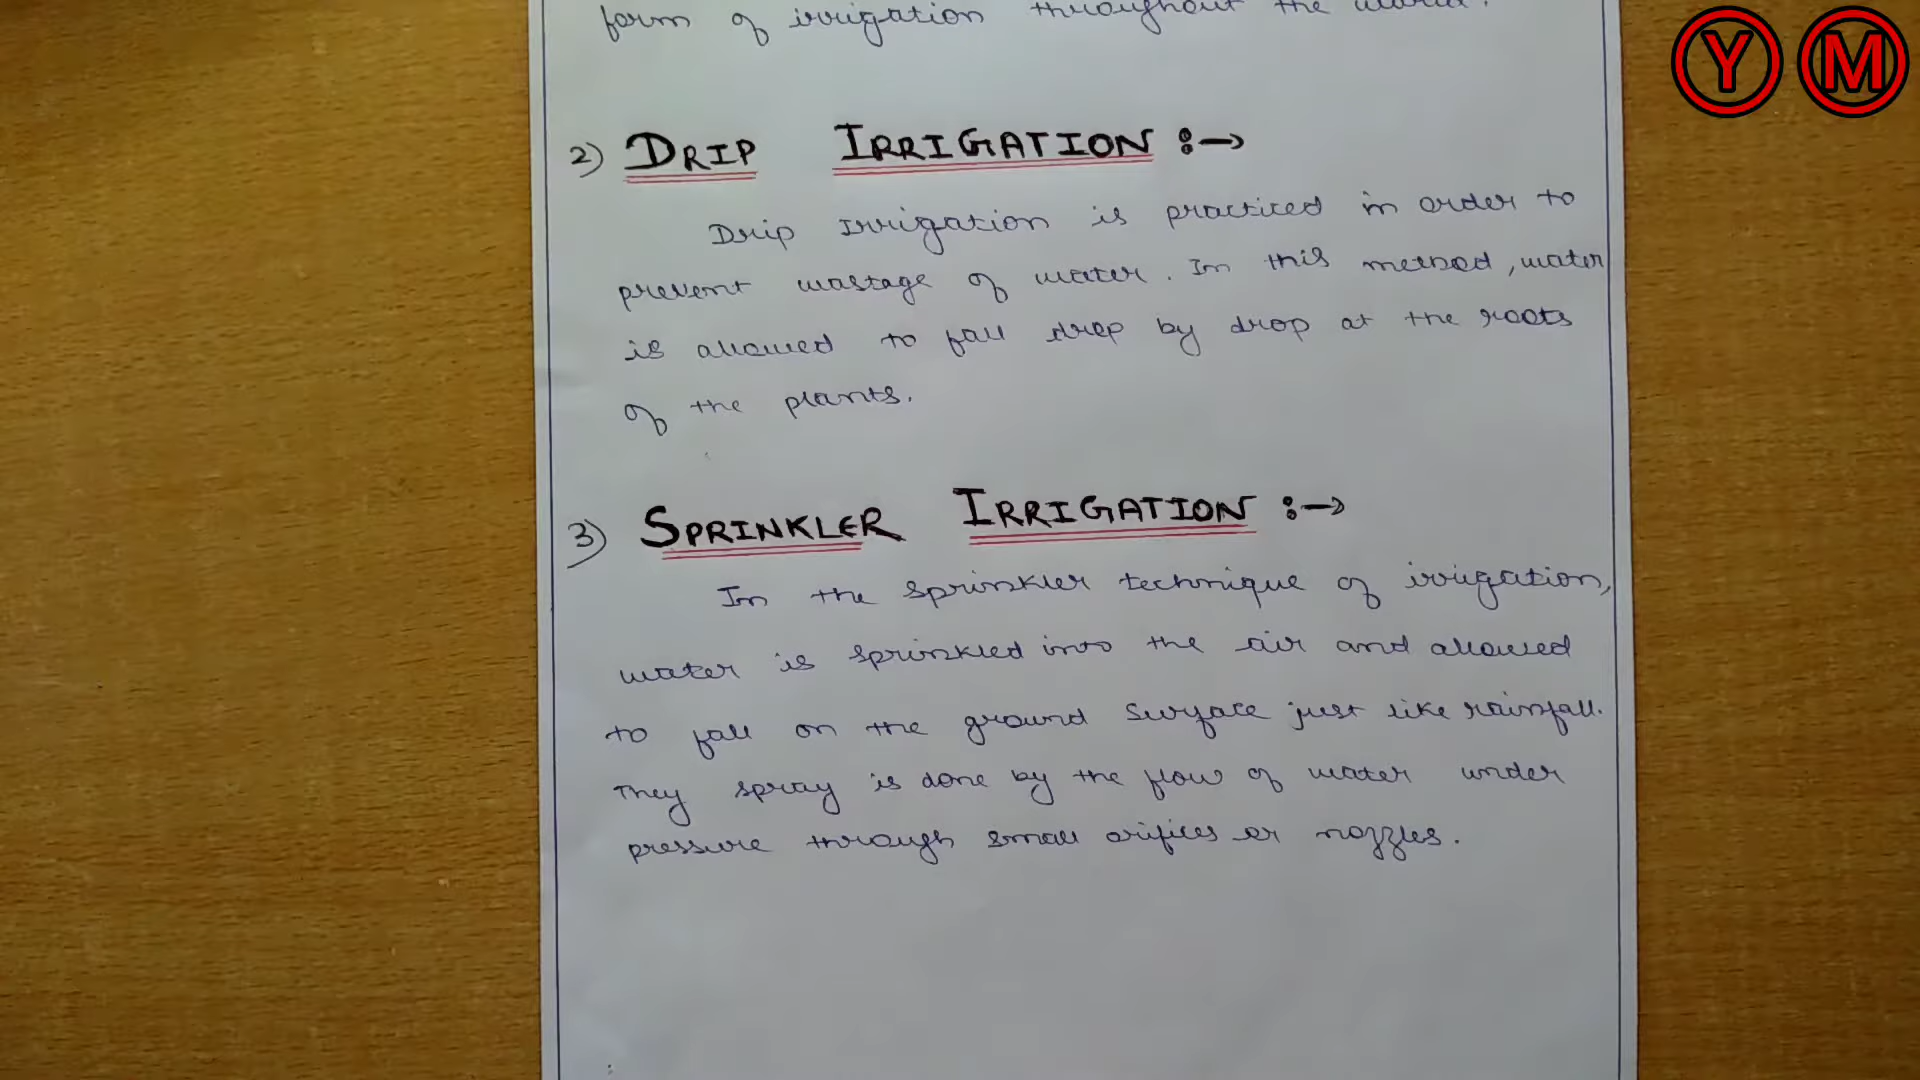 form of irrigation throughout the world.
Y M
2) DRIP IRRIGATION :→
Drip Irrigation is practiced in order to
prevent wastage of water. In this method, water
is allowed to fall drop by drop at the roots
of the plants.
3) SPRINKLER IRRIGATION :→
In the sprinkler technique of irrigation,
water is sprinkled into the air and allowed
to fall on the ground surface just like rainfall.
They spray is done by the flow of water under
pressure through small orifices or nozzles.